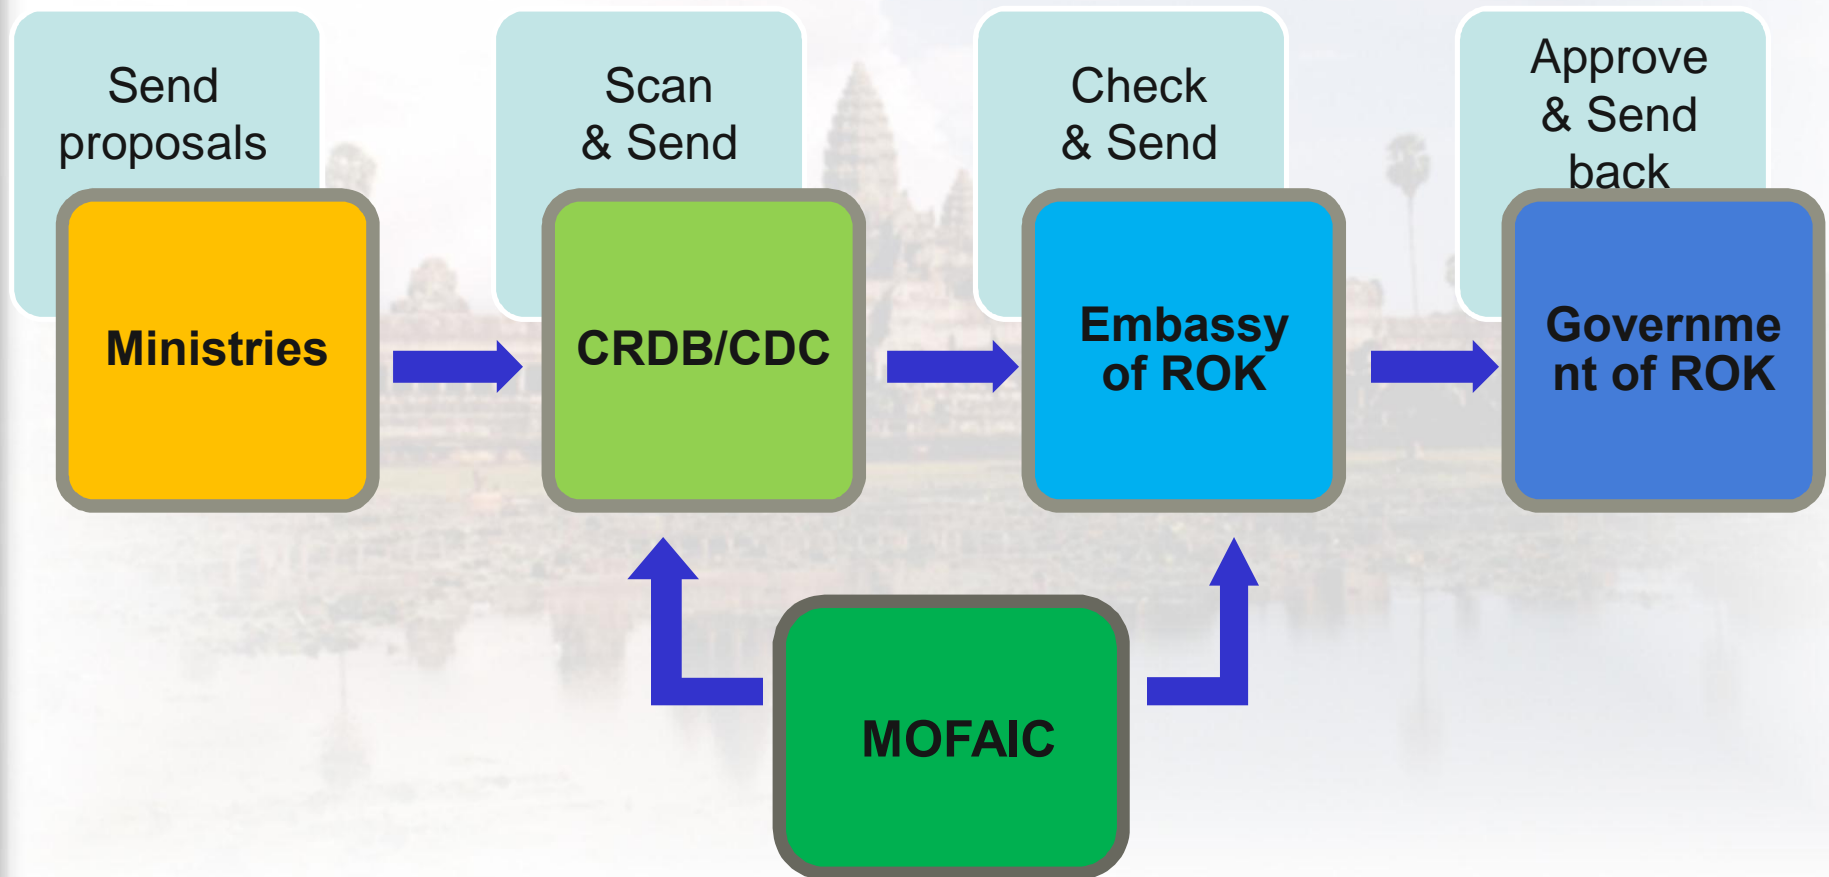 Send
proposals
Ministries
Scan
& Send
CRDB/CDC
Check
& Send
Embassy
of ROK
Approve
& Send
back
Governme
nt of ROK
MOFAIC